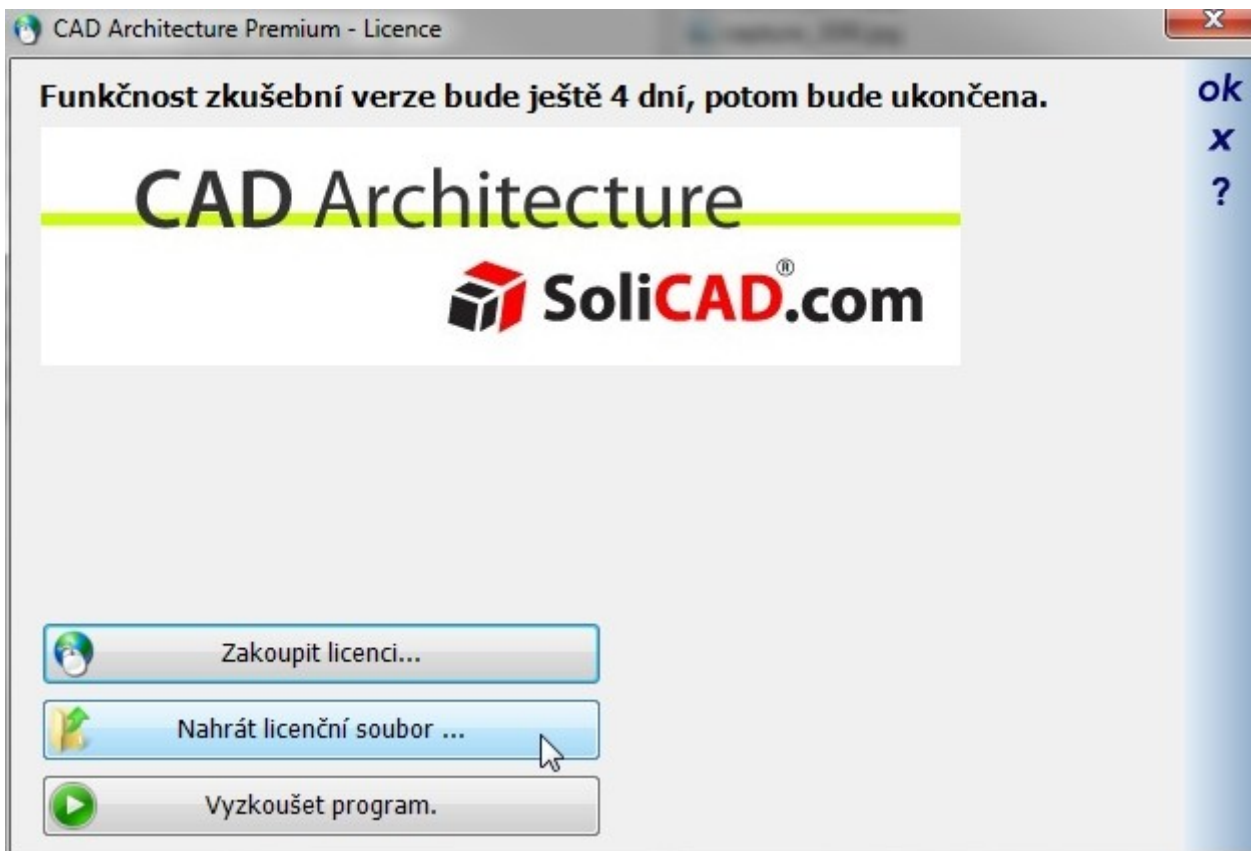 CAD Architecture Premium - Licence
Funkčnost zkušební verze bude ještě 4 dní, potom bude ukončena.
ok
x
?
CAD Architecture
SoliCAD®.com
Zakoupit licenci...
Nahrát licenční soubor ...
Vyzkoušet program.